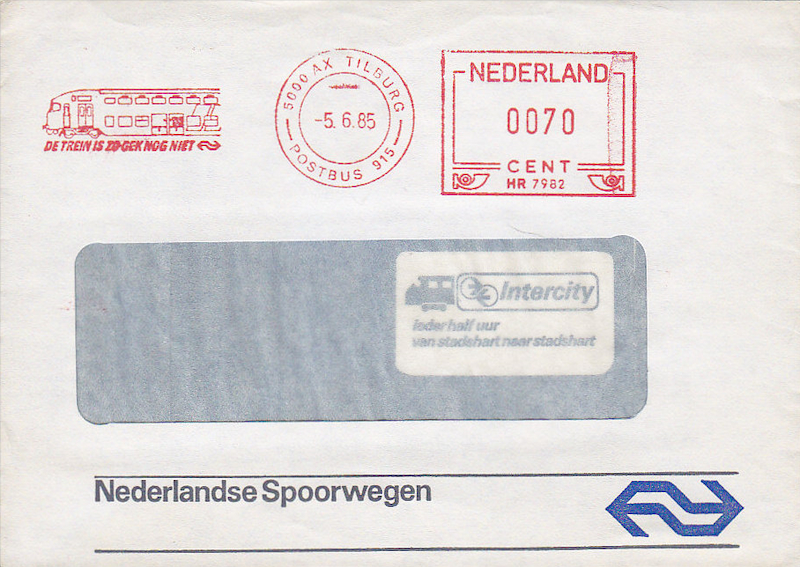 DE TREIN IS ZO GEK NOG NIET
5000 AX TILBURG
-5. 6.85
POSTBUS 915
NEDERLAND
0070
CENT
HR 7982
Intercity
ieder half uur
van stadshart naar stadshart
Nederlandse Spoorwegen